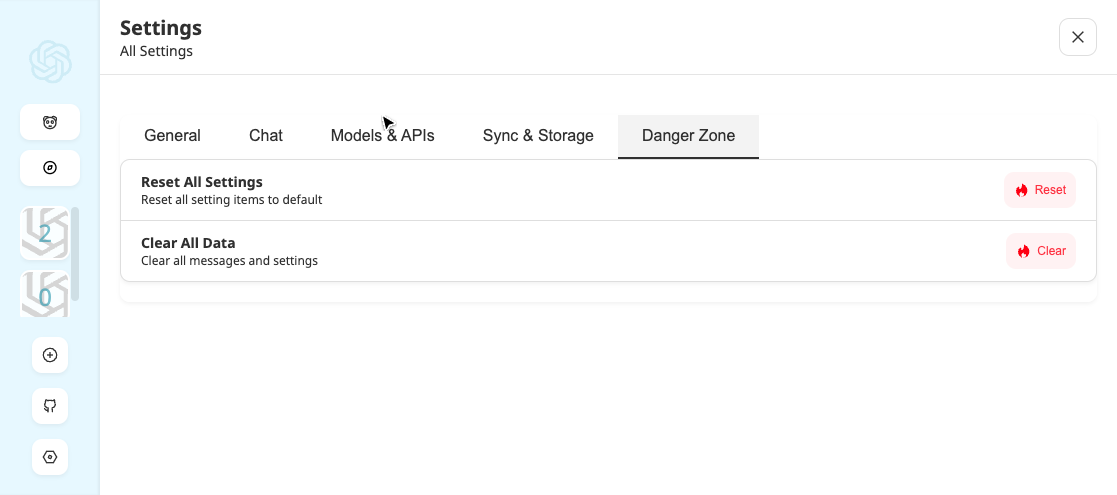 Settings
All Settings
General
Chat
Models & APIs
Sync & Storage
Danger Zone
Reset All Settings
Reset all setting items to default
Reset
Clear All Data
Clear all messages and settings
Clear
2
0